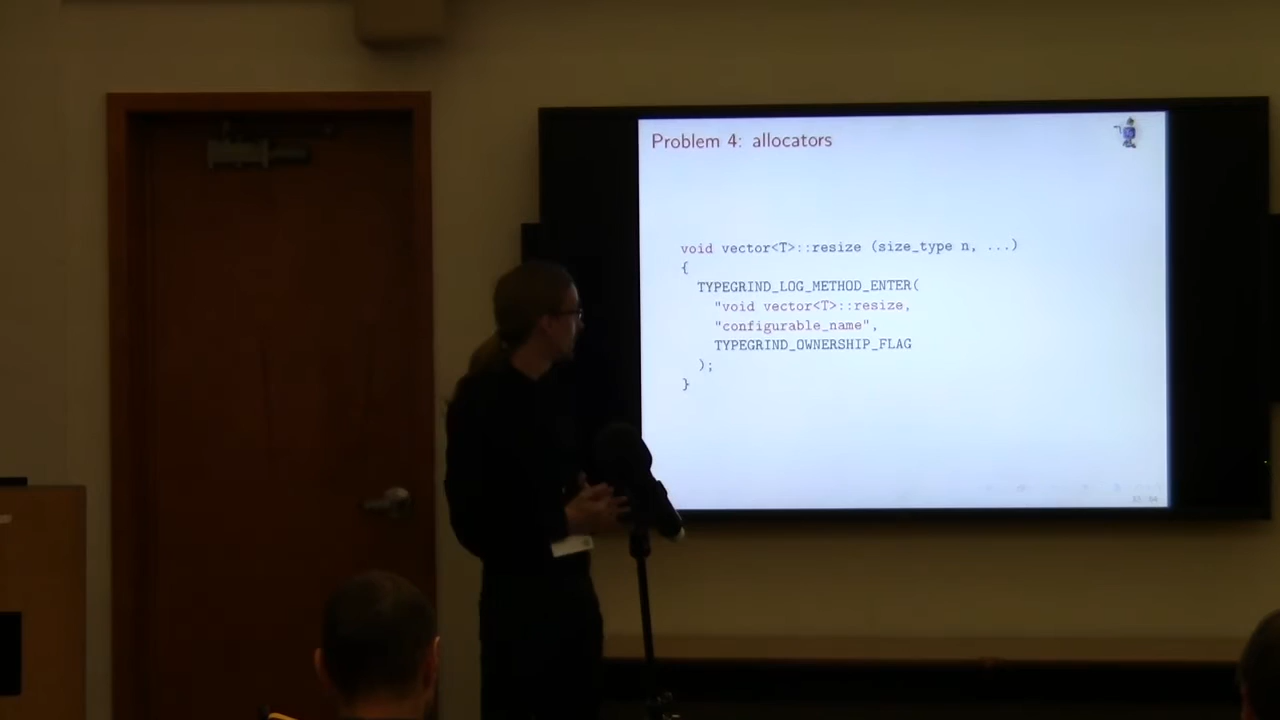 Problem 4: allocators
void vector<T>::resize (size_type n, ...)
{
TYPEGRIND_LOG_METHOD_ENTER(
"void vector<T>::resize,
"configurable_name",
TYPEGRIND_OWNERSHIP_FLAG
);
}